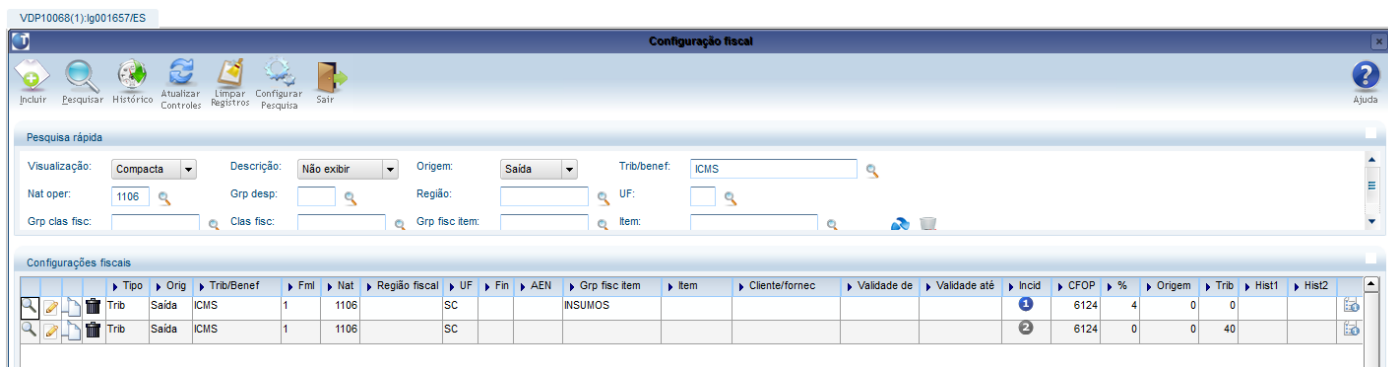 VDP10068(1):lg001657/ES
Configuração fiscal
Incluir Pesquisar Histórico Atualizar Controles Limpar Registros Configurar Pesquisa Sair Ajuda
Pesquisa rápida
Visualização: Compacta Descrição: Não exibir Origem: Saída Trib/benef: ICMS
Nat oper: 1106 Grp desp: Região: UF:
Grp clas fisc: Clas fisc: Grp fisc item: Item:
Configurações fiscais
Tipo Orig Trib/Benef Fml Nat Região fiscal UF Fin AEN Grp fisc item Item Cliente/fornec Validade de Validade até Incid CFOP % Origem Trib Hist1 Hist2
Trib Saída ICMS 1 1106 SC INSUMOS 1 6124 4 0 0
Trib Saída ICMS 1 1106 SC 2 6124 0 0 40